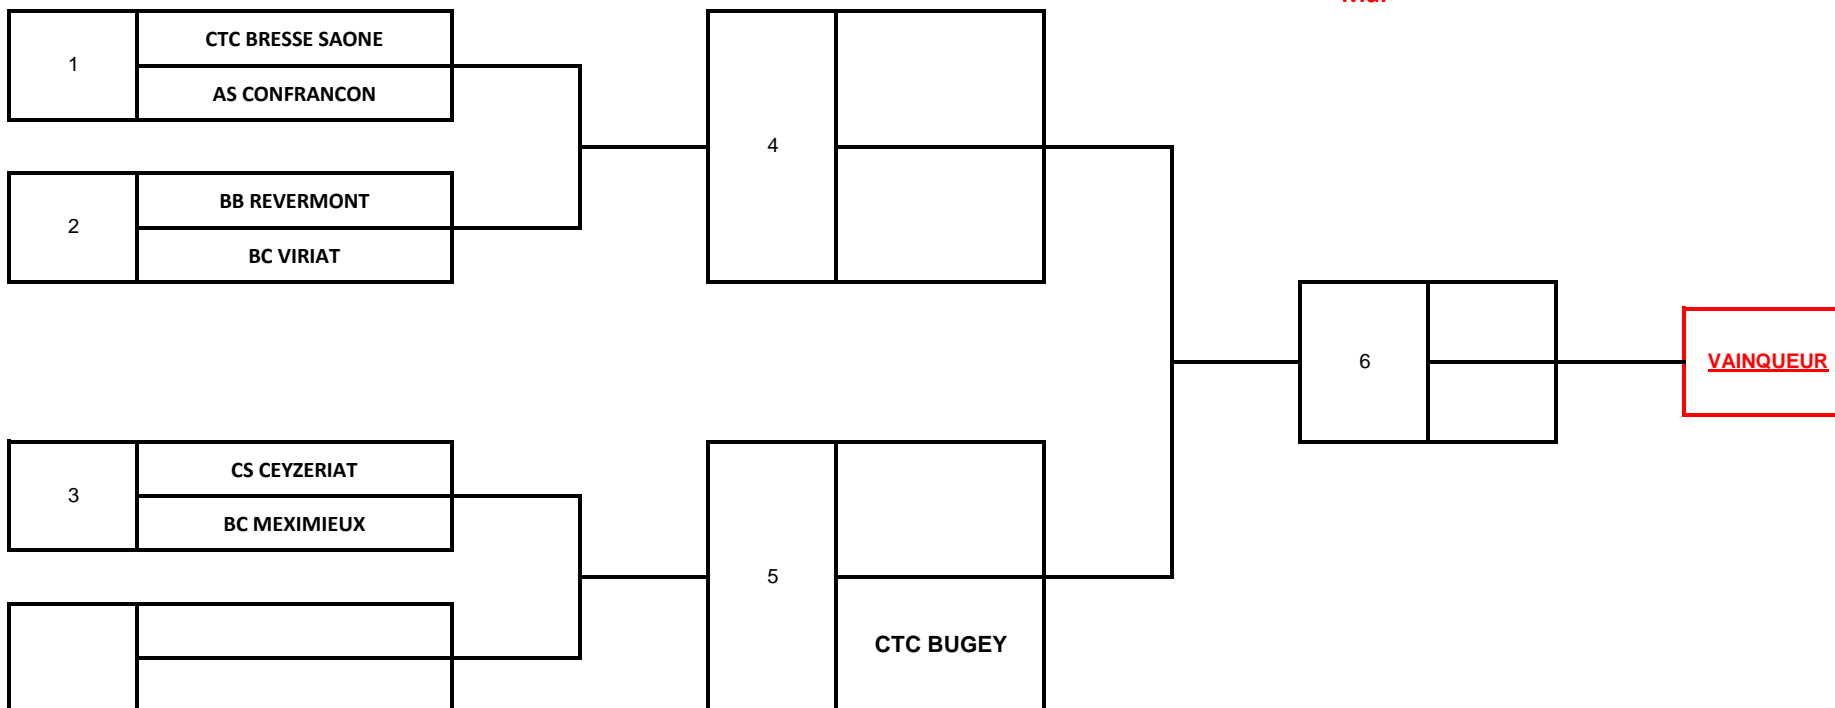 1
CTC BRESSE SAONE
AS CONFRANCON
2
BB REVERMONT
BC VIRIAT
4
6
VAINQUEUR
3
CS CEYZERIAT
BC MEXIMIEUX
5
CTC BUGEY